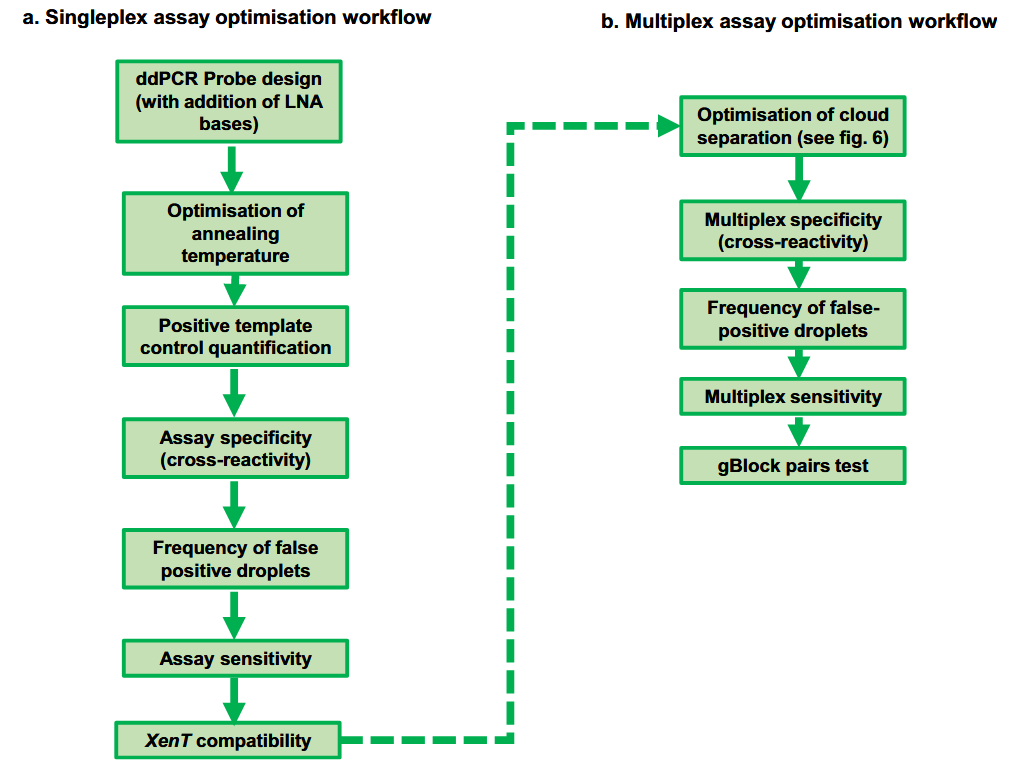 a. Singleplex assay optimisation workflow
ddPCR Probe design
(with addition of LNA
bases)
Optimisation of
annealing
temperature
Positive template
control quantification
Assay specificity
(cross-reactivity)
Frequency of false
positive droplets
Assay sensitivity
XenT compatibility
b. Multiplex assay optimisation workflow
Optimisation of cloud
separation (see fig. 6)
Multiplex specificity
(cross-reactivity)
Frequency of false-
positive droplets
Multiplex sensitivity
gBlock pairs test